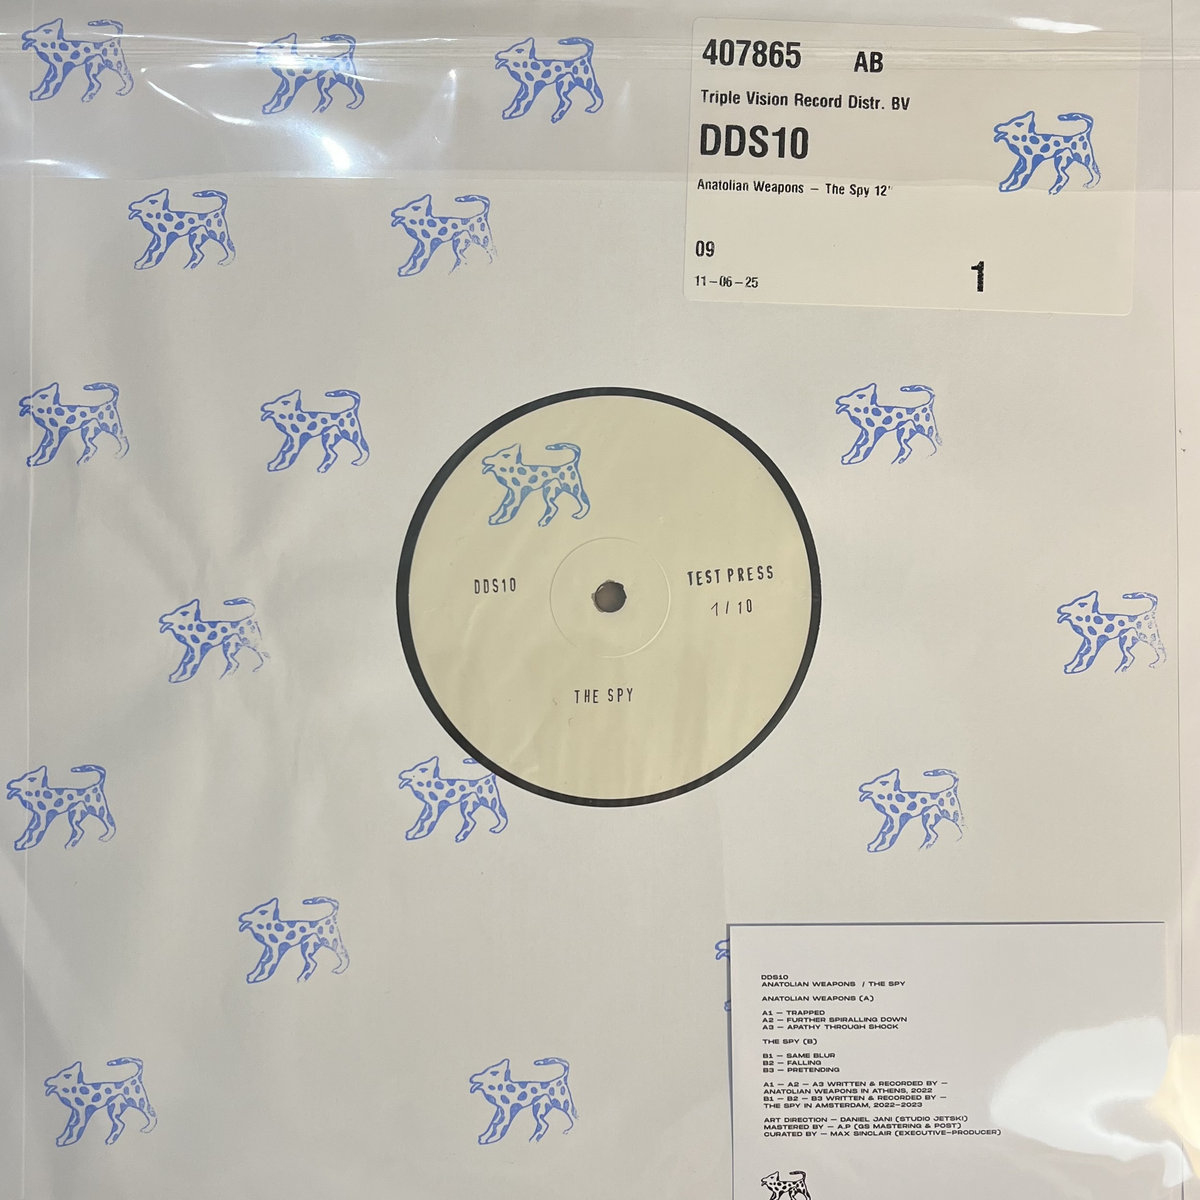 407865 AB
Triple Vision Record Distr. BV
DDS10
Anatolian Weapons – The Spy 12"
09
11-06-25
1
DDS10
TEST PRESS
1/10
THE SPY
DDS10
ANATOLIAN WEAPONS / THE SPY
ANATOLIAN WEAPONS (A)
A1 – TRAPPED
A2 – FURTHER SPIRALLING DOWN
A3 – APATHY THROUGH SHOCK
THE SPY (B)
B1 – SAME BLUR
B2 – FALLING
B3 – PRETENDING
A1 – A2 – A3 WRITTEN & RECORDED BY –
ANATOLIAN WEAPONS IN ATHENS, 2022
B1 – B2 – B3 WRITTEN & RECORDED BY –
THE SPY IN AMSTERDAM, 2022-2023
ART DIRECTION – DANIEL JANI (STUDIO JETSKI)
MASTERED BY – A.P (GS MASTERING & POST)
CURATED BY – MAX SINCLAIR (EXECUTIVE-PRODUCER)